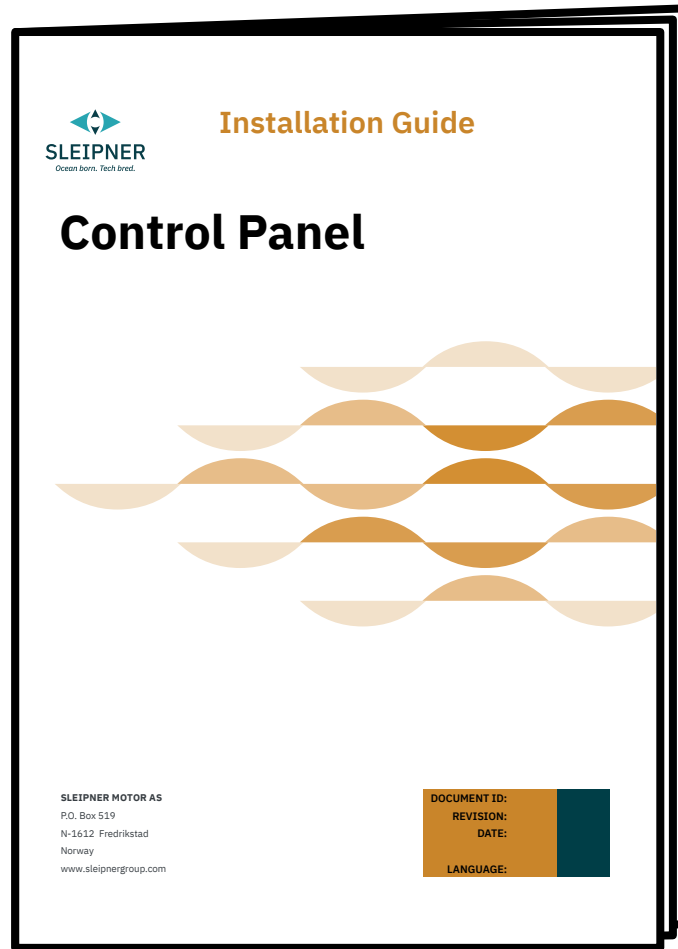 Installation Guide
SLEIPNER
Ocean born. Tech bred.
Control Panel
SLEIPNER MOTOR AS
P.O. Box 519
N-1612 Fredrikstad
Norway
www.sleipnergroup.com
DOCUMENT ID:
REVISION:
DATE:
LANGUAGE: